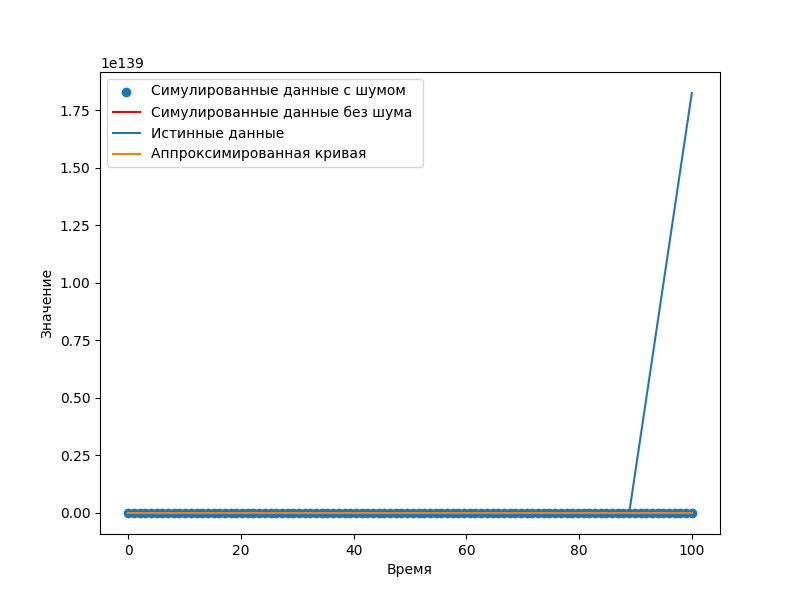 1e139
Симулированные данные с шумом
Симулированные данные без шума
Истинные данные
Аппроксимированная кривая
1.75
1.50
1.25
1.00
0.75
0.50
0.25
0.00
Значение
0 20 40 60 80 100
Время